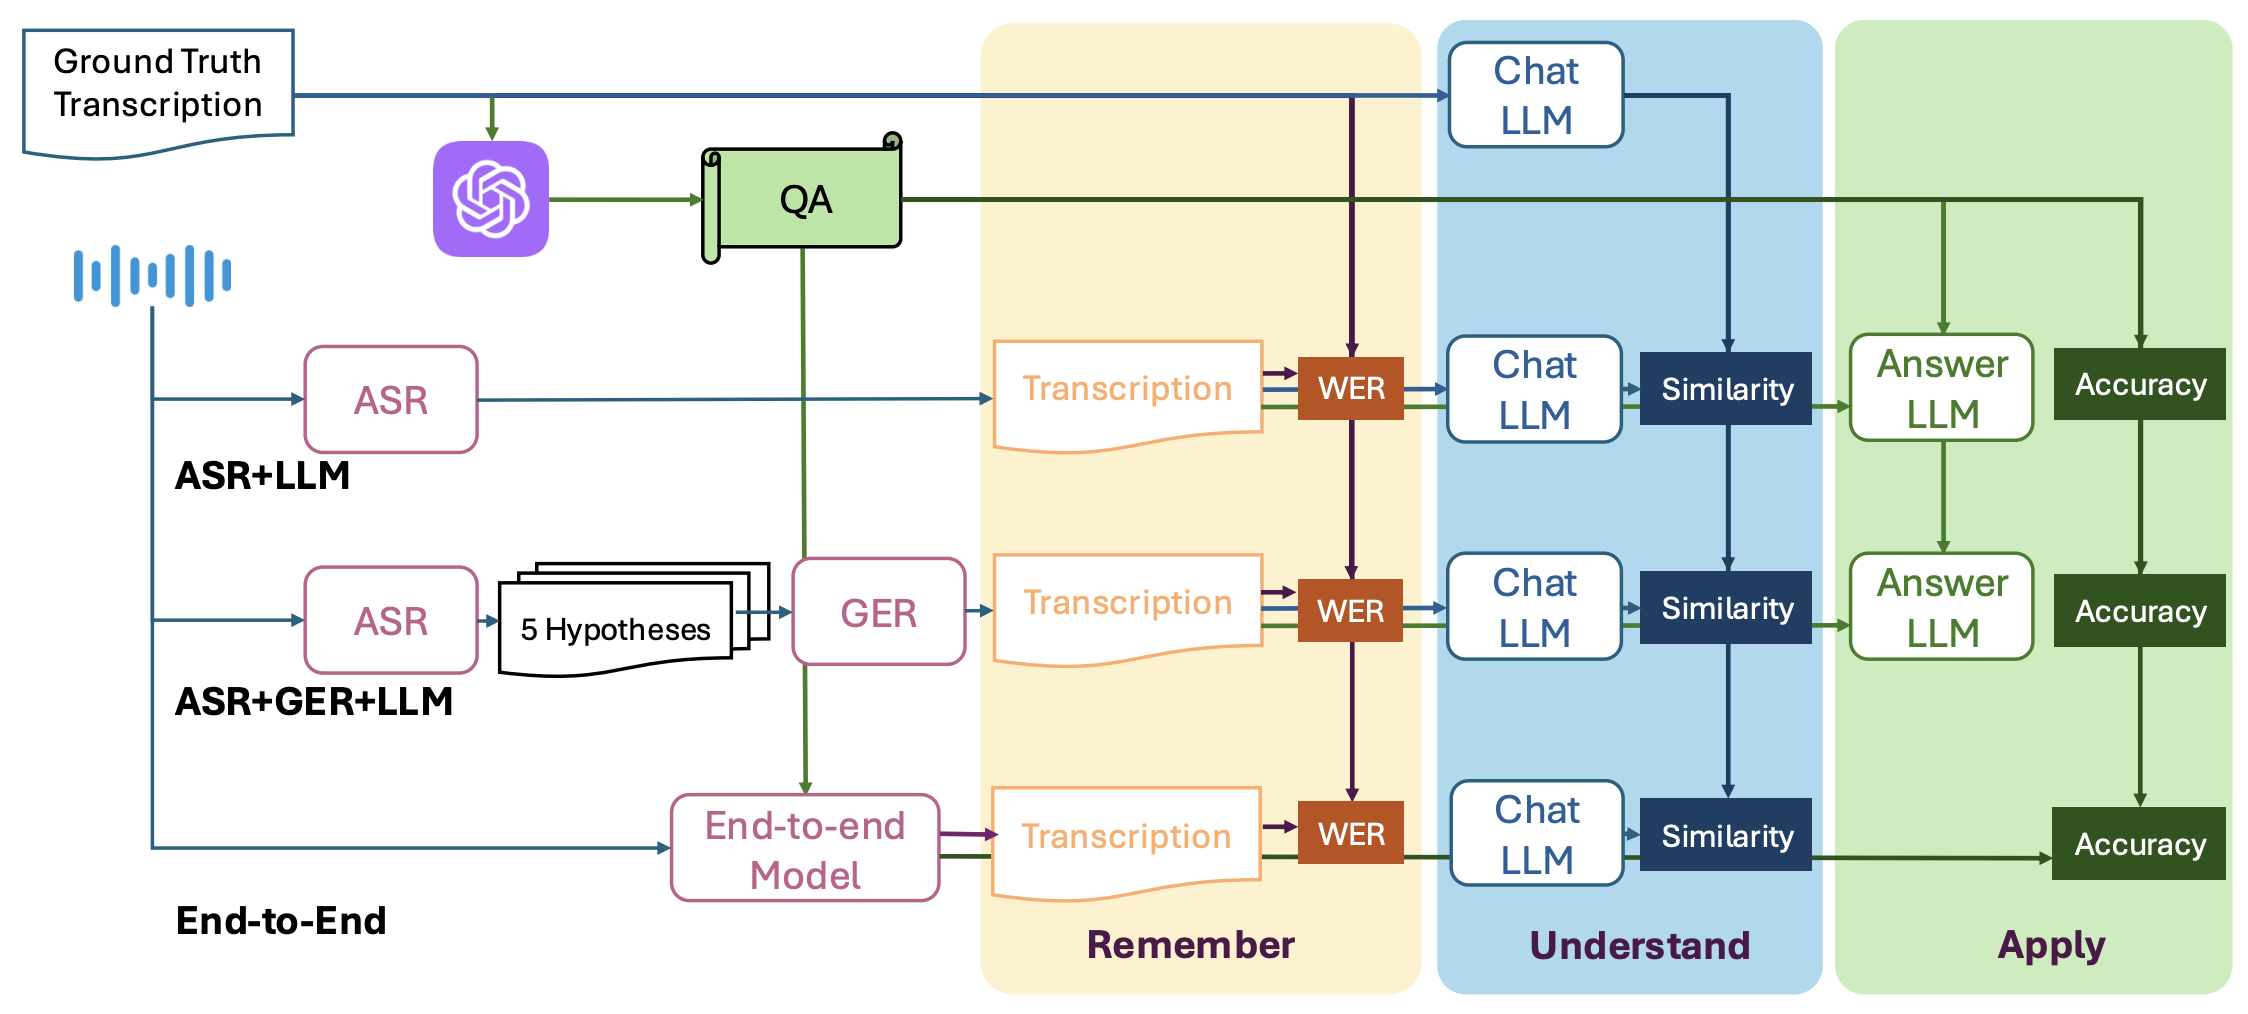 Ground Truth
Transcription
Chat
LLM
QA
ASR
Transcription
WER
Chat
LLM
Similarity
Answer
LLM
Accuracy
ASR+LLM
ASR
5 Hypotheses
GER
Transcription
WER
Chat
LLM
Similarity
Answer
LLM
Accuracy
ASR+GER+LLM
End-to-end
Model
Transcription
WER
Chat
LLM
Similarity
Accuracy
End-to-End
Remember
Understand
Apply